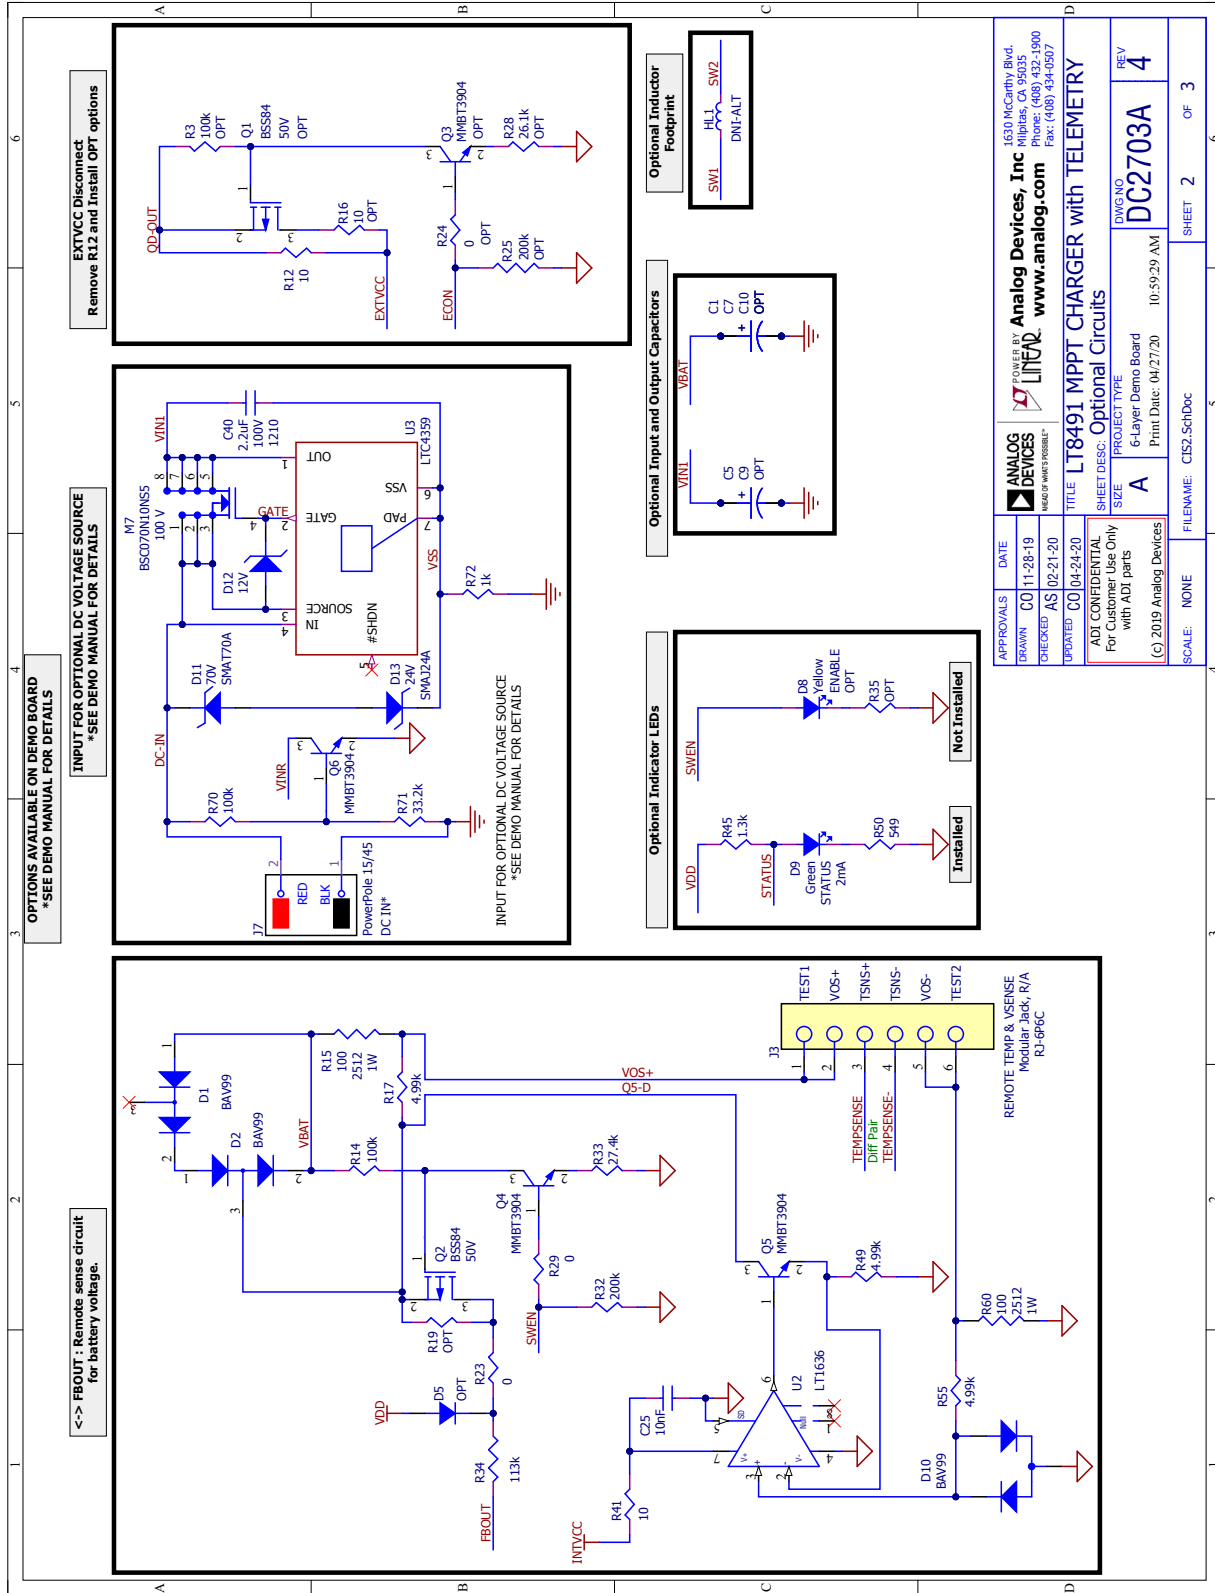 OPTIONS AVAILABLE ON DEMO BOARD
*SEE DEMO MANUAL FOR DETAILS
<-> FBOUT : Remote sense circuit
for battery voltage.
D1
BAV99
D2
BAV99
VBAT
R15
100
2512
1W
R17
4.99k
R14
100k
Q2
BSS84
50V
R19
OPT
R23
0
VDD
D5
OPT
R34
113k
FBOUT
Q4
MMBT3904
R33
27.4k
R29
0
R32
200k
SWEN
VOS+
Q5-D
INTVCC
R41
10
C25
10nF
U2
LT1636
V+
V-
SD
Null
Q5
MMBT3904
R49
4.99k
R55
4.99k
R60
100
2512
1W
D10
BAV99
TEMPSENSE
Diff Pair
TEMPSENSE-
J3
TEST1
VOS+
TSNS+
TSNS-
VOS-
TEST2
1
2
3
4
5
6
REMOTE TEMP & VSENSE
Modular Jack, R/A
RJ-6P6C
INPUT FOR OPTIONAL DC VOLTAGE SOURCE
*SEE DEMO MANUAL FOR DETAILS
J7
RED
BLK
2
1
PowerPole 15/45
DC IN*
DC-IN
R70
100k
R71
33.2k
VINR
Q6
MMBT3904
D11
70V
SMAT70A
D13
24V
SMAJ24A
D12
12V
M7
BSC070N10NS5
100 V
GATE
VIN1
C40
2.2uF
100V
1210
U3
LTC4359
IN
SOURCE
GATE
OUT
#SHDN
PAD
VSS
VSS
R72
1k
INPUT FOR OPTIONAL DC VOLTAGE SOURCE
*SEE DEMO MANUAL FOR DETAILS
EXTVCC Disconnect
Remove R12 and Install OPT options
QD-OUT
R3
100k
OPT
Q1
BSS84
50V
OPT
R12
10
R16
10
OPT
EXTVCC
Q3
MMBT3904
OPT
R28
26.1k
OPT
R24
0
OPT
R25
200k
OPT
ECON
Optional Indicator LEDs
VDD
R45
1.3k
STATUS
D9
Green
STATUS
2mA
R50
549
Installed
SWEN
D8
Yellow
ENABLE
OPT
R35
OPT
Not Installed
Optional Input and Output Capacitors
VIN1
C5
C9
OPT
VBAT
C1
C7
C10
OPT
Optional Inductor
Footprint
SW1
HL1
DNI-ALT
SW2
APPROVALS
DATE
DRAWN CO 11-28-19
CHECKED AS 02-21-20
UPDATED CO 04-24-20
ADI CONFIDENTIAL
For Customer Use Only
with ADI parts
(c) 2019 Analog Devices
SCALE: NONE
ANALOG
DEVICES
AHEAD OF WHAT'S POSSIBLE™
POWER BY
LINEAR
Analog Devices, Inc
www.analog.com
1630 McCarthy Blvd.
Milpitas, CA 95035
Phone: (408) 432-1900
Fax: (408) 434-0507
TITLE LT8491 MPPT CHARGER with TELEMETRY
SHEET DESC: Optional Circuits
SIZE
A
PROJECT TYPE
6-Layer Demo Board
Print Date: 04/27/20 10:59:29 AM
DWG NO
DC2703A
REV
4
FILENAME: CIS2.SchDoc
SHEET 2 OF 3